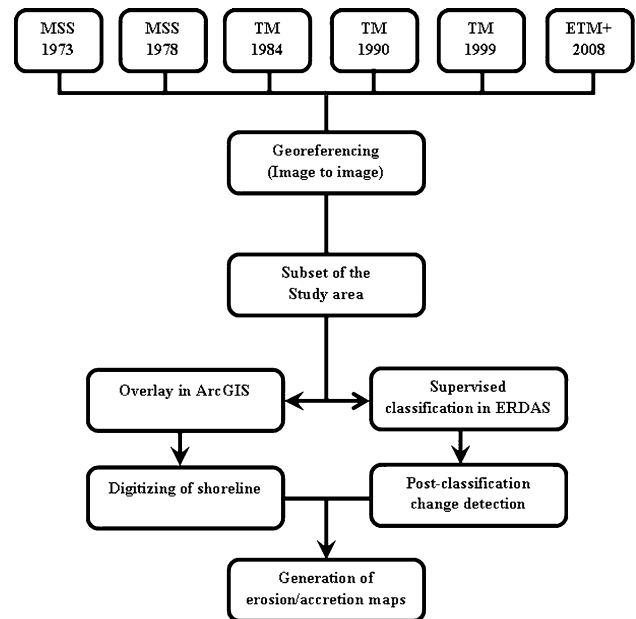 MSS
1973
MSS
1978
TM
1984
TM
1990
TM
1999
ETM+
2008
Georeferencing
(Image to image)
Subset of the
Study area
Overlay in ArcGIS
Supervised
classification in ERDAS
Digitizing of shoreline
Post-classification
change detection
Generation of
erosion/accretion maps